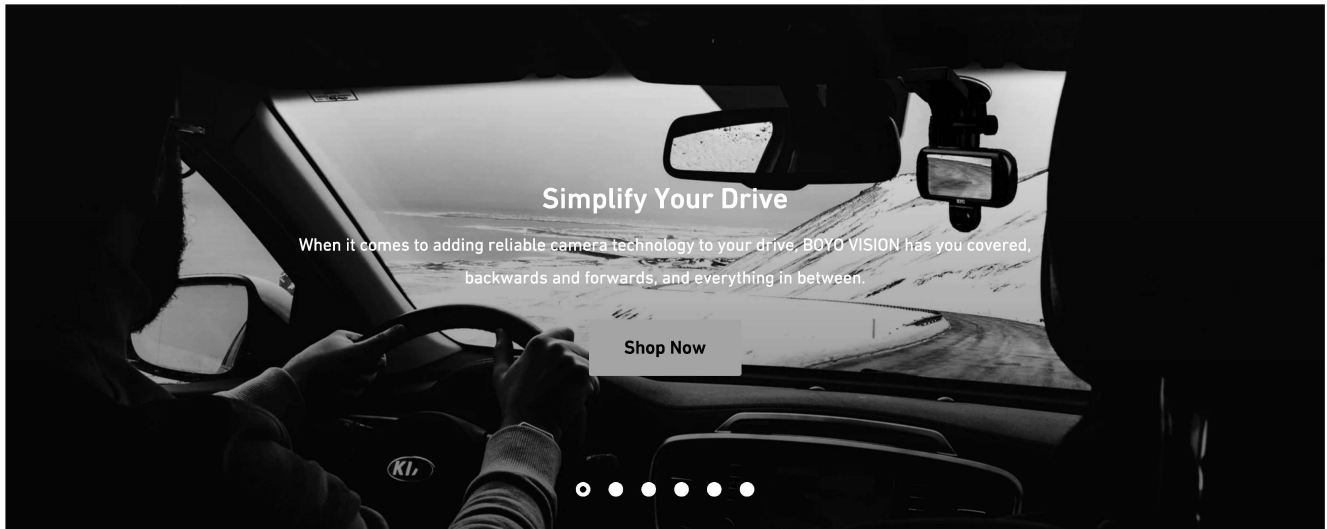 Simplify Your Drive
When it comes to adding reliable camera technology to your drive, BOYO VISION has you covered,
backwards and forwards, and everything in between.
Shop Now
KI